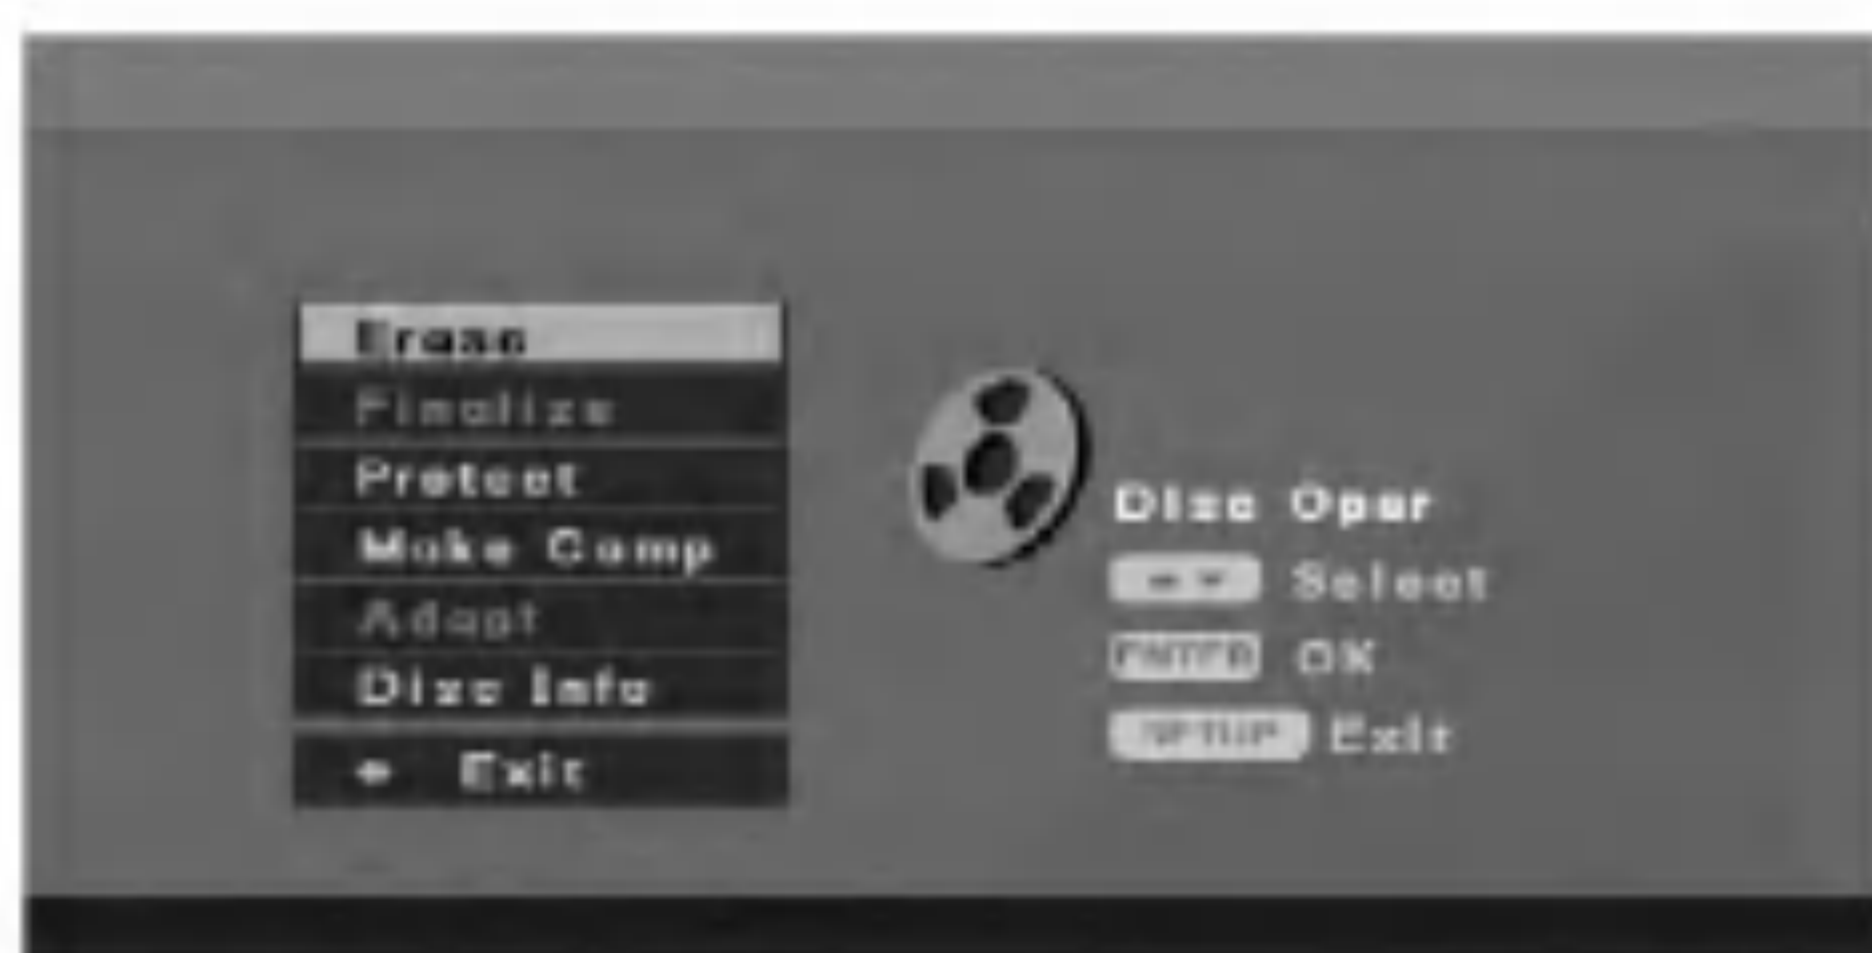 Erase
Finalize
Protect
Make Comp
Adapt
Disc Info
Exit
Disc Oper
Select
ENTER OK
SETUP Exit